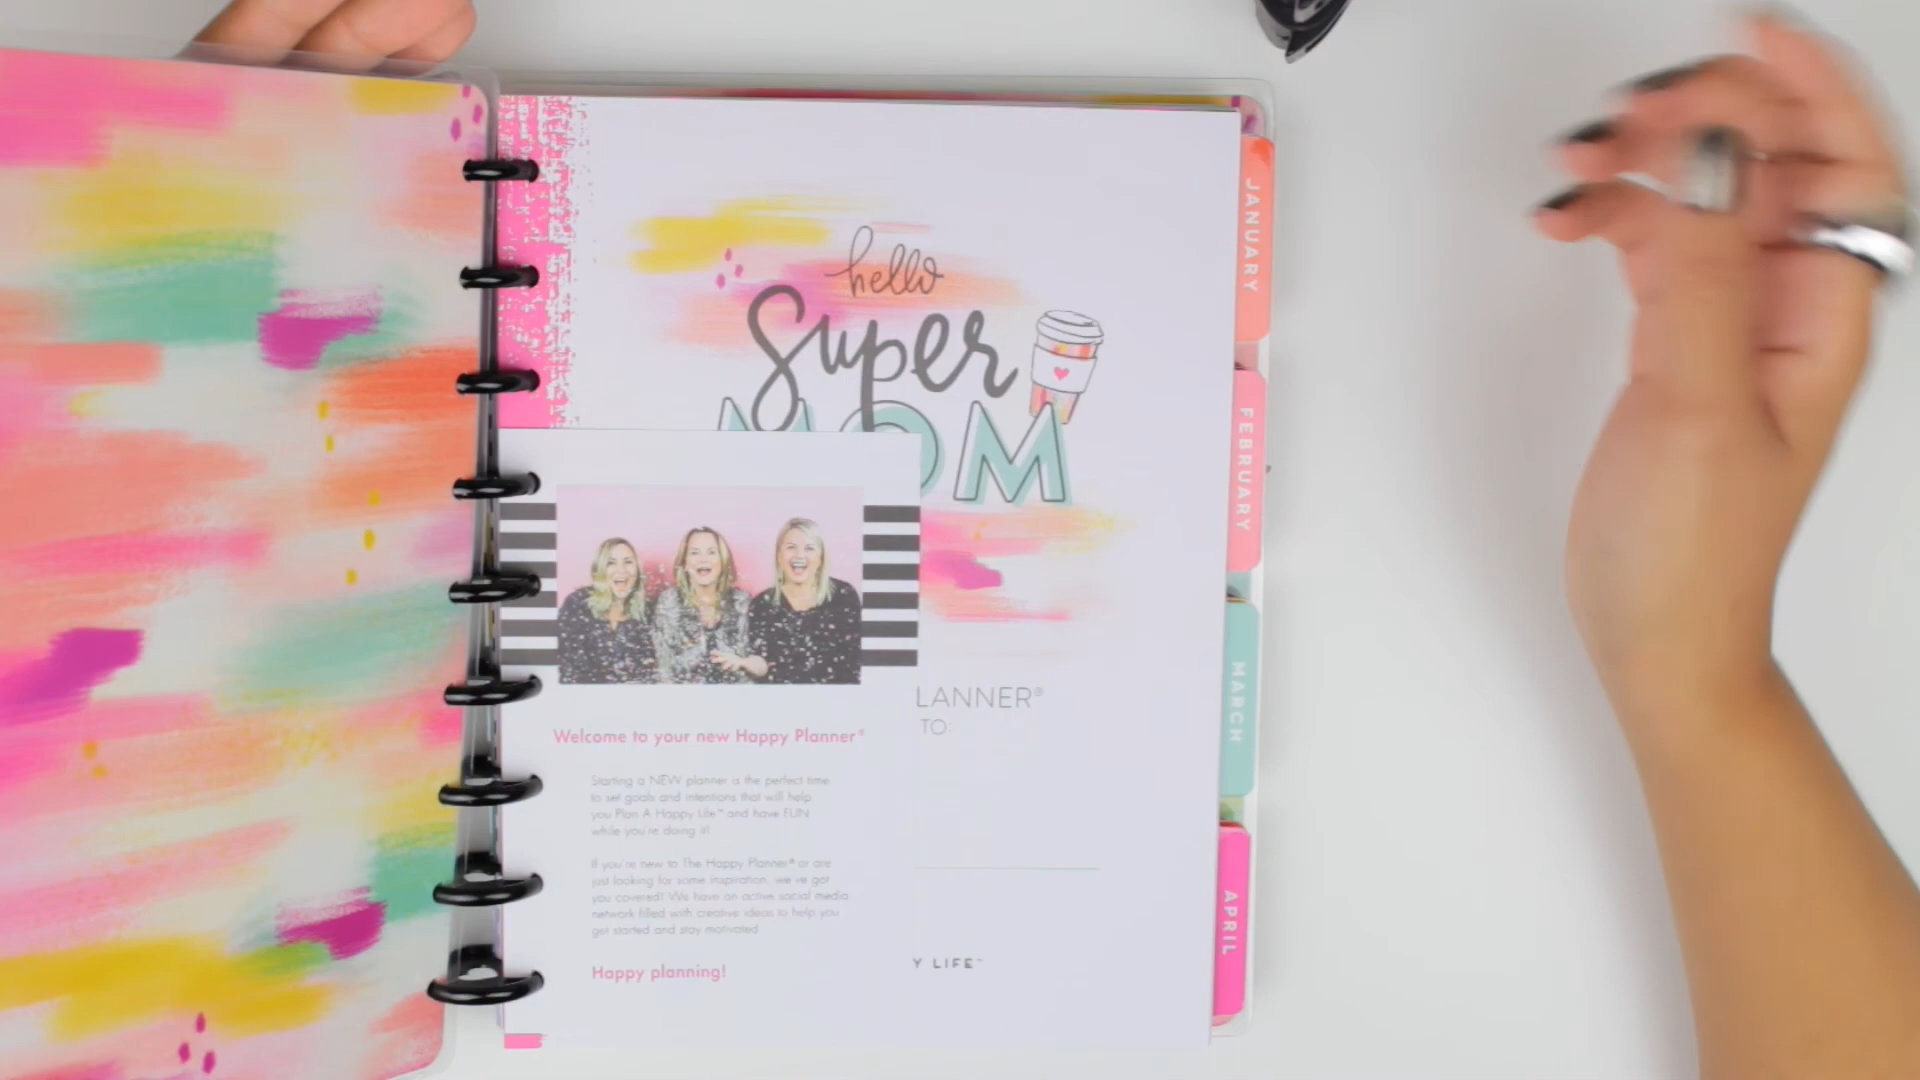 hello
Super
MOM
LANNER®
TO
Y LIFE™
Welcome to your new Happy Planner®
Starting a NEW planner is the perfect time
to set goals and intentions that will help
you Plan A Happy Life™ and have FUN
while you're doing it!
If you're new to The Happy Planner® or are
just looking for some inspiration, we've got
you covered! We have an active social media
network filled with creative ideas to help you
get started and stay motivated
Happy planning!
JANUARY
FEBRUARY
MARCH
APRIL